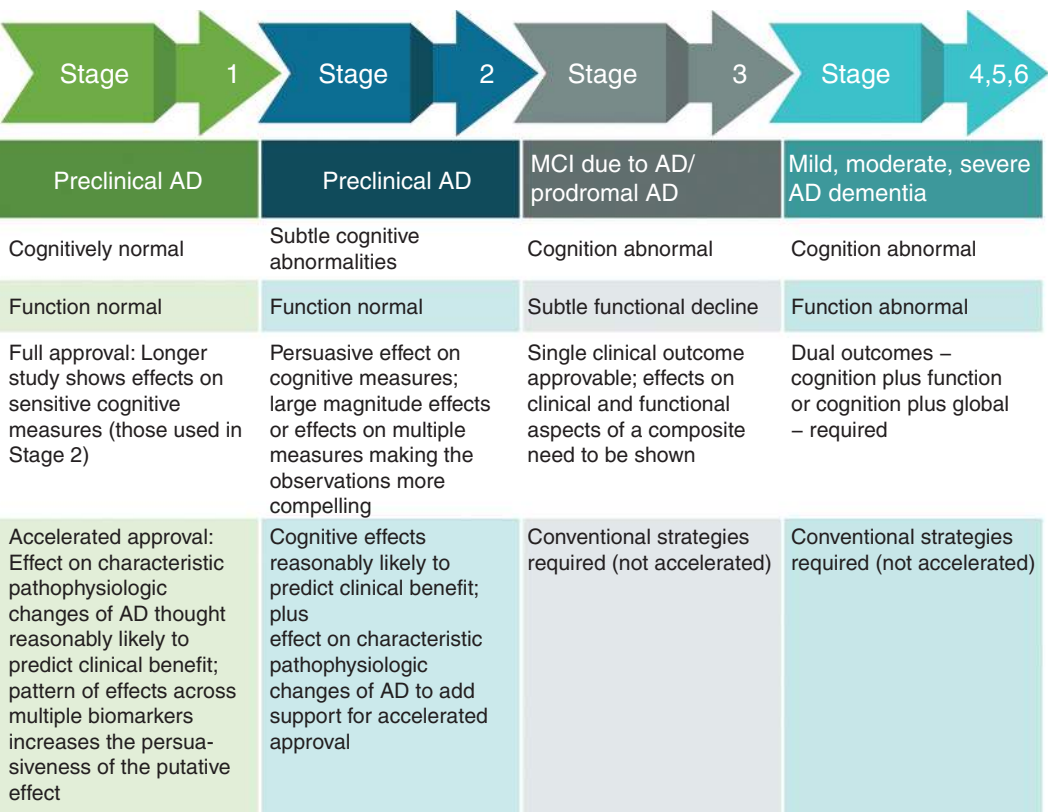 Stage 1
Stage 2
Stage 3
Stage 4,5,6
Preclinical AD
Preclinical AD
MCI due to AD/
prodromal AD
Mild, moderate, severe
AD dementia
Cognitively normal
Subtle cognitive
abnormalities
Cognition abnormal
Cognition abnormal
Function normal
Function normal
Subtle functional decline
Function abnormal
Full approval: Longer
study shows effects on
sensitive cognitive
measures (those used in
Stage 2)
Persuasive effect on
cognitive measures;
large magnitude effects
or effects on multiple
measures making the
observations more
compelling
Single clinical outcome
approvable; effects on
clinical and functional
aspects of a composite
need to be shown
Dual outcomes –
cognition plus function
or cognition plus global
– required
Accelerated approval:
Effect on characteristic
pathophysiologic
changes of AD thought
reasonably likely to
predict clinical benefit;
pattern of effects across
multiple biomarkers
increases the persua-
siveness of the putative
effect
Cognitive effects
reasonably likely to
predict clinical benefit;
plus
effect on characteristic
pathophysiologic
changes of AD to add
support for accelerated
approval
Conventional strategies
required (not accelerated)
Conventional strategies
required (not accelerated)